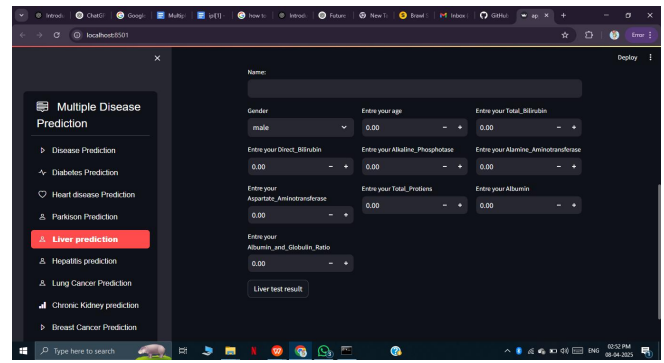 Introdu
ChatGP
Googl
Multip
ipl[1]
how to
Introdu
Future
New Ta
Brawl S
Inbox
GitHub
ap
localhost:8501
Error
Deploy
Multiple Disease
Prediction
Disease Prediction
Diabetes Prediction
Heart disease Prediction
Parkison Prediction
Liver prediction
Hepatitis prediction
Lung Cancer Prediction
Chronic Kidney prediction
Breast Cancer Prediction
Name:
Gender
Entre your age
Entre your Total_Bilirubin
male
0.00 - +
0.00 - +
Entre your Direct_Bilirubin
Entre your Alkaline_Phosphotase
Entre your Alamine_Aminotransferase
0.00 - +
0.00 - +
0.00 - +
Entre your
Aspartate_Aminotransferase
Entre your Total_Protiens
Entre your Albumin
0.00 - +
0.00 - +
0.00 - +
Entre your
Albumin_and_Globulin_Ratio
0.00 - +
Liver test result
Type here to search
ENG
02:52 PM
08-04-2025